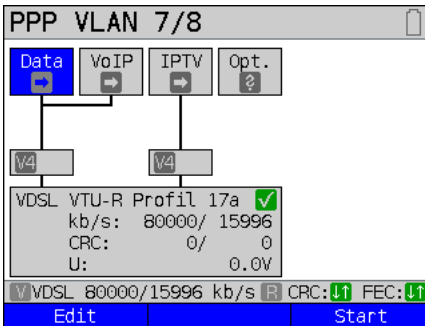 PPP VLAN 7/8
Data VoIP IPTV Opt.
?
V4 V4
VDSL VTU-R Profil 17a
kb/s: 80000/ 15996
CRC: 0/ 0
U: 0.0V
V VDSL 80000/15996 kb/s R CRC: FEC:
Edit Start